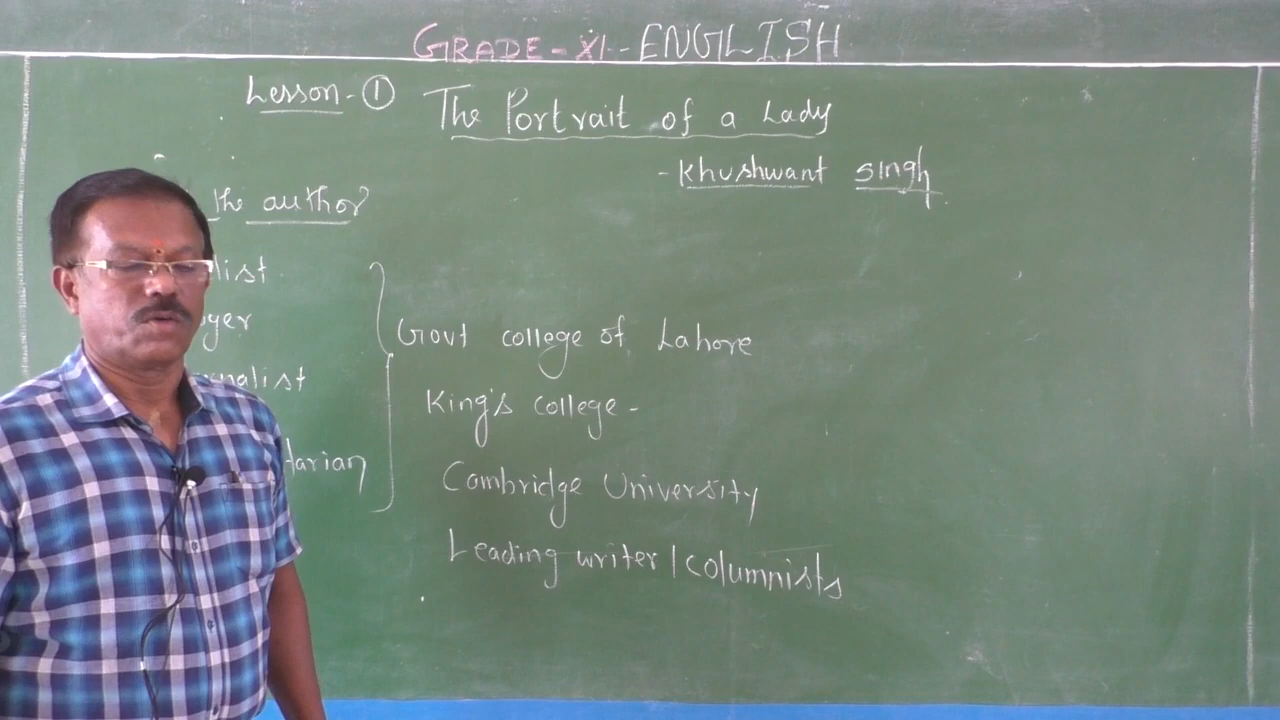 GRADE-XI-ENGLISH
Lesson-① The Portrait of a Lady
-Khushwant Singh
the author
list
yer
nalist
tarian
Govt college of Lahore
King's college-
Cambridge University
Leading writer/columnists